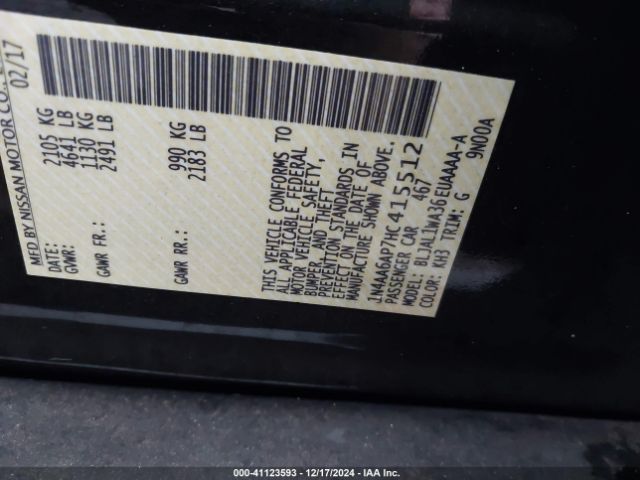 MFD BY NISSAN MOTOR CO.,
DATE: 02/17
GVWR: 2105 KG
4641 LB
GAWR FR.: 1130 KG
2491 LB
GAWR RR.: 990 KG
2183 LB
THIS VEHICLE CONFORMS TO
ALL APPLICABLE FEDERAL
MOTOR VEHICLE SAFETY,
BUMPER, AND THEFT
PREVENTION STANDARDS IN
EFFECT ON THE DATE OF
MANUFACTURE SHOWN ABOVE.
1N4AA6AP7HC415512
PASSENGER CAR 467
MODEL: BLJALLWA36EUAAAA-A
COLOR: KH3 TRIM: G 9N00A
000-41123593 - 12/17/2024 - IAA Inc.